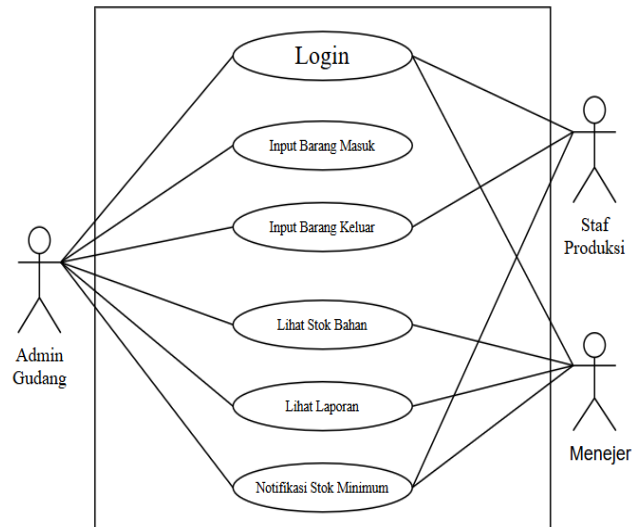 Login
Input Barang Masuk
Input Barang Keluar
Lihat Stok Bahan
Lihat Laporan
Notifikasi Stok Minimum
Admin
Gudang
Staf
Produksi
Menejer